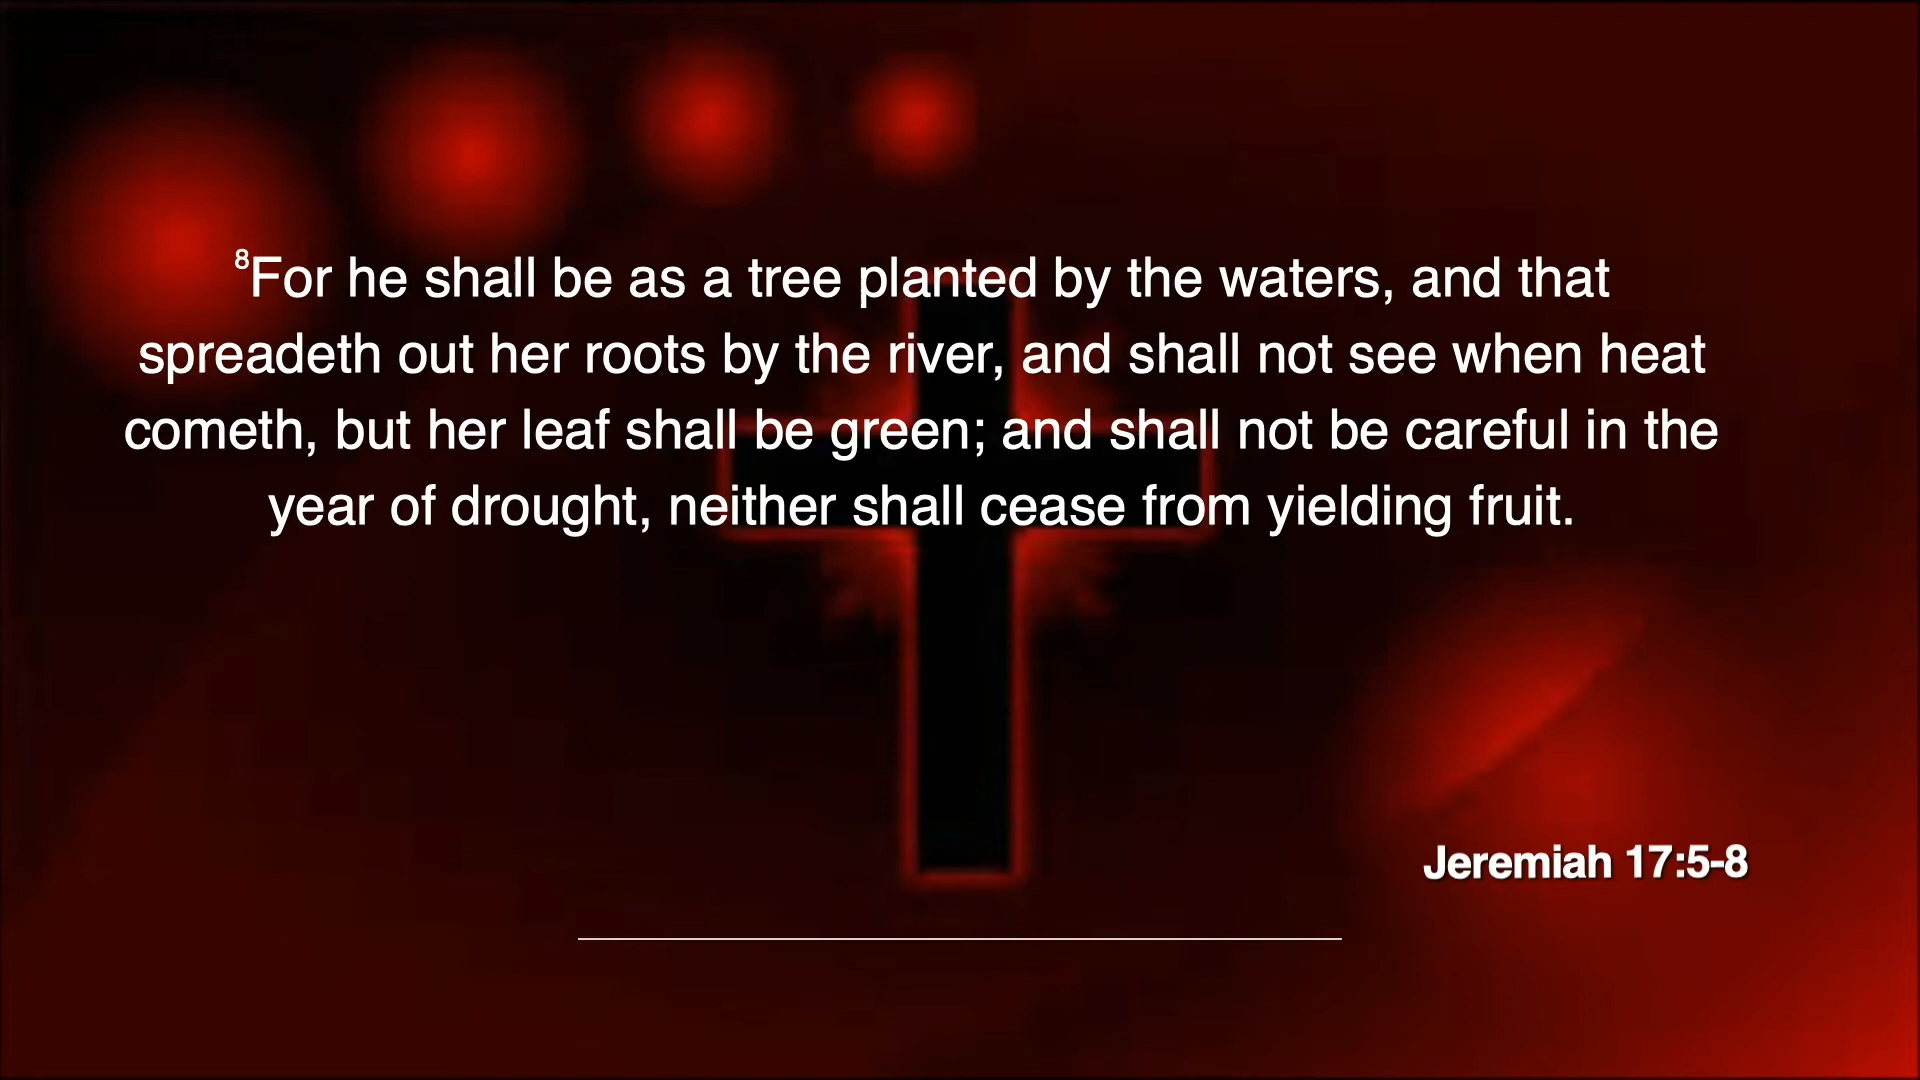 ⁸For he shall be as a tree planted by the waters, and that
spreadeth out her roots by the river, and shall not see when heat
cometh, but her leaf shall be green; and shall not be careful in the
year of drought, neither shall cease from yielding fruit.
Jeremiah 17:5-8